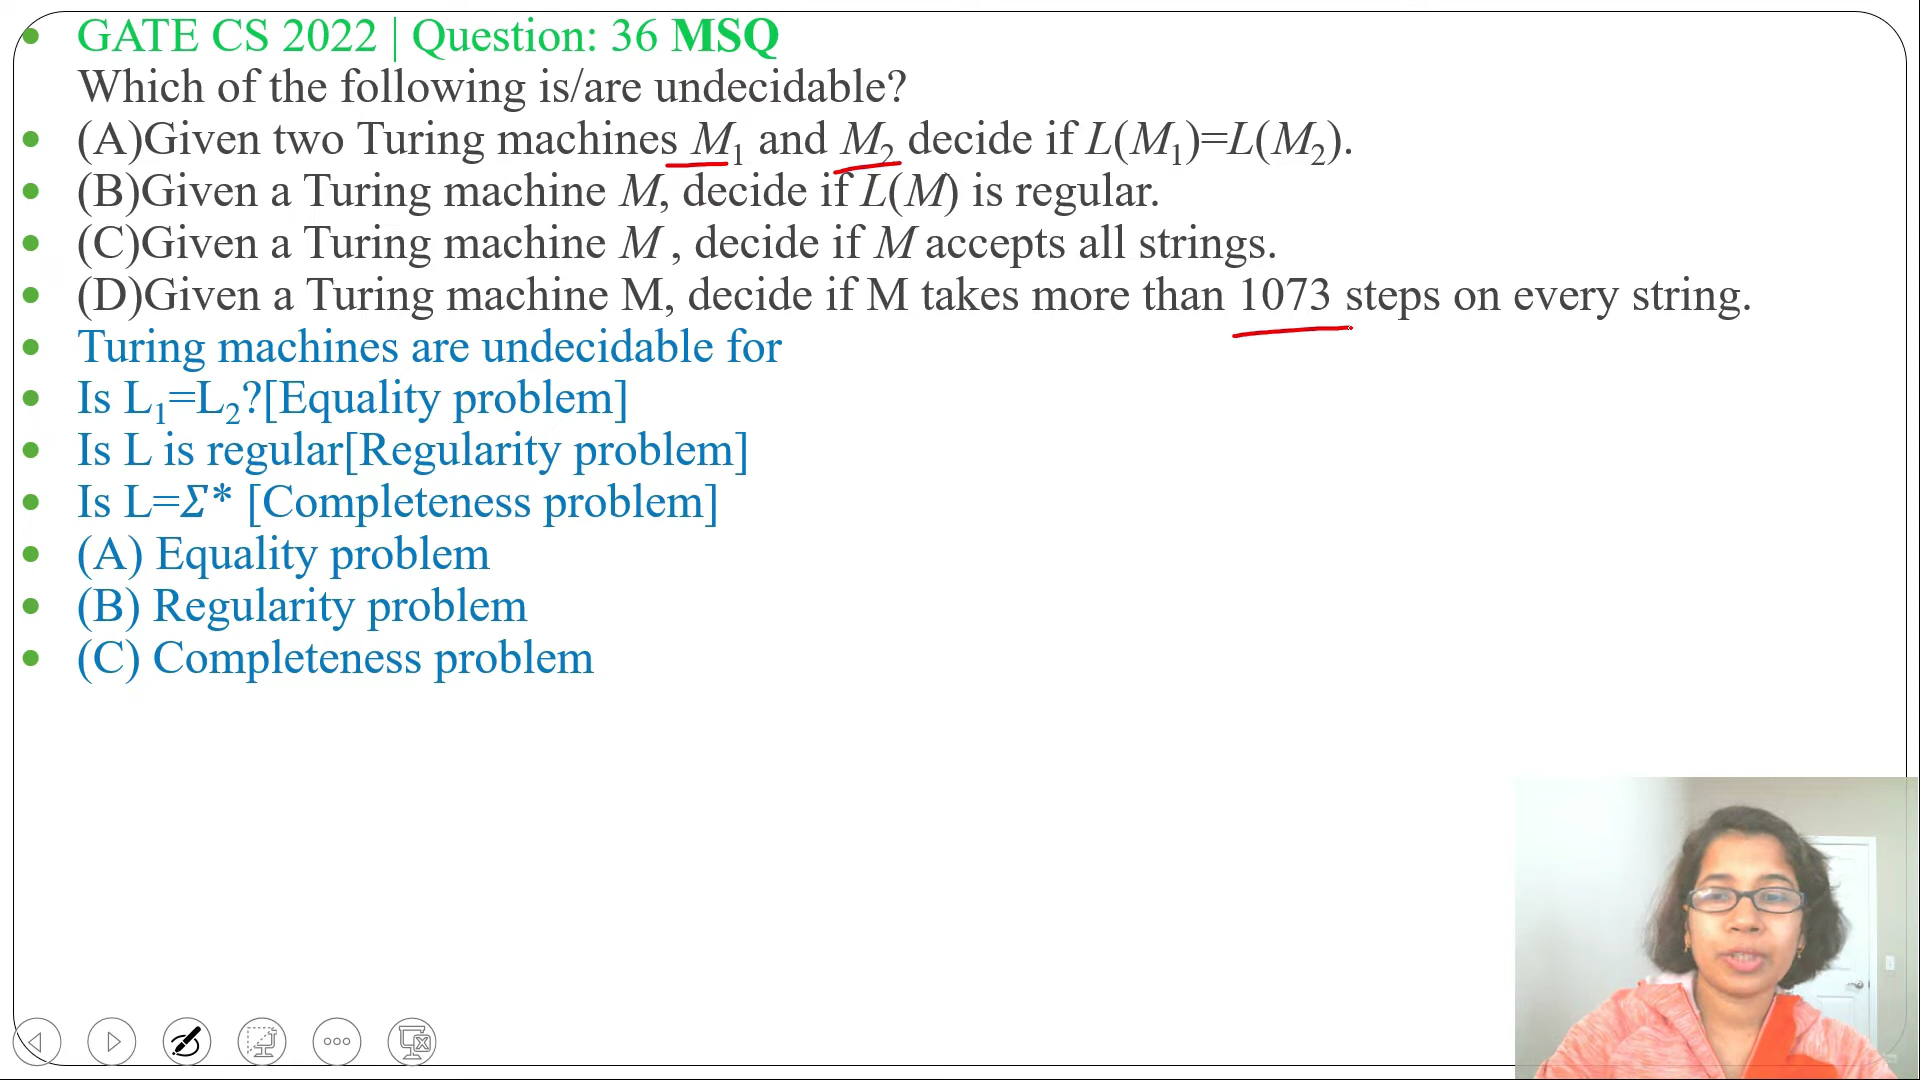 GATE CS 2022 | Question: 36 MSQ
Which of the following is/are undecidable?
(A)Given two Turing machines M₁ and M₂ decide if L(M₁)=L(M₂).
(B)Given a Turing machine M, decide if L(M) is regular.
(C)Given a Turing machine M , decide if M accepts all strings.
(D)Given a Turing machine M, decide if M takes more than 1073 steps on every string.
Turing machines are undecidable for
Is L₁=L₂?[Equality problem]
Is L is regular[Regularity problem]
Is L=Σ* [Completeness problem]
(A) Equality problem
(B) Regularity problem
(C) Completeness problem